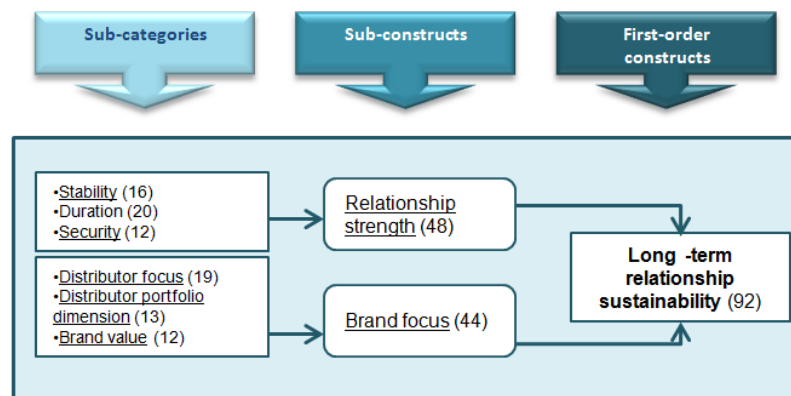 Sub-categories
Sub-constructs
First-order
constructs
•Stability (16)
•Duration (20)
•Security (12)
Relationship
strength (48)
•Distributor focus (19)
•Distributor portfolio
dimension (13)
•Brand value (12)
Brand focus (44)
Long -term
relationship
sustainability (92)